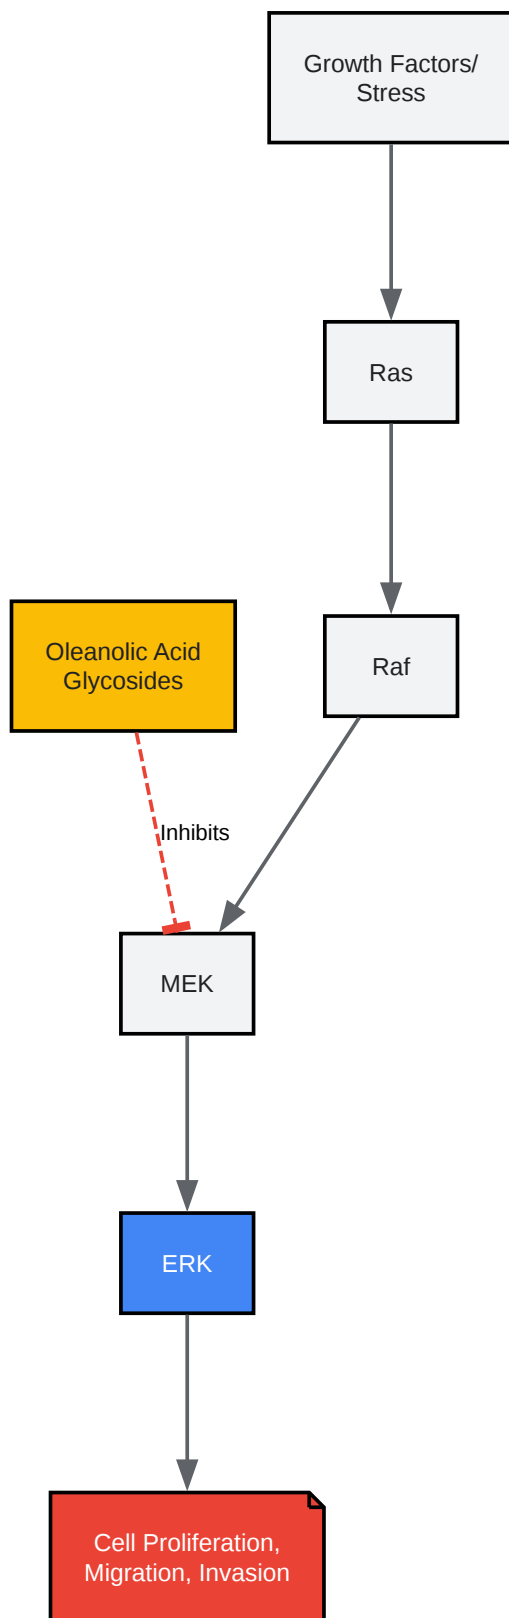 Growth Factors/
Stress
Ras
Raf
Oleanolic Acid
Glycosides
Inhibits
MEK
ERK
Cell Proliferation,
Migration, Invasion